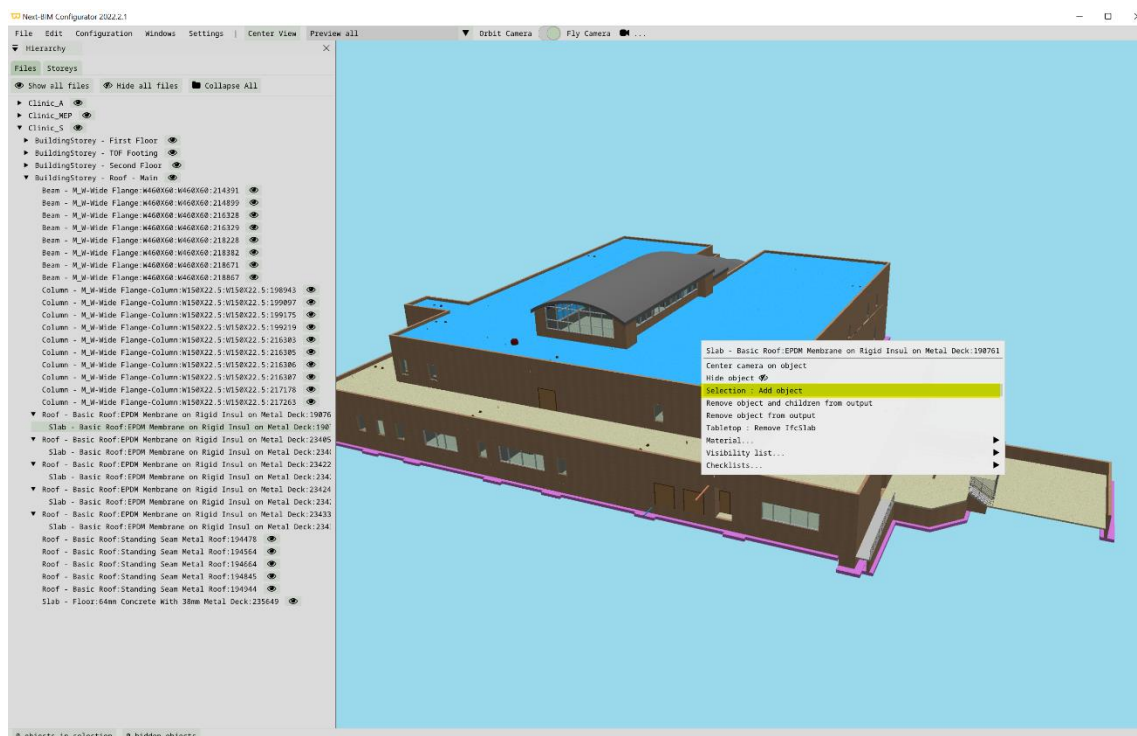 Next-BIM Configurator 2022.2.1
File Edit Configuration Windows Settings | Center View Preview all Orbit Camera Fly Camera ...
Hierarchy
Files Storeys
Show all files Hide all files Collapse All
Clinic_A
Clinic_MEP
Clinic_S
BuildingStorey - First Floor
BuildingStorey - TOF Footing
BuildingStorey - Second Floor
BuildingStorey - Roof - Main
Beam - M_W-Wide Flange:W460X60:W460X60:214391
Beam - M_W-Wide Flange:W460X60:W460X60:214899
Beam - M_W-Wide Flange:W460X60:W460X60:216328
Beam - M_W-Wide Flange:W460X60:W460X60:216329
Beam - M_W-Wide Flange:W460X60:W460X60:218228
Beam - M_W-Wide Flange:W460X60:W460X60:218382
Beam - M_W-Wide Flange:W460X60:W460X60:218671
Beam - M_W-Wide Flange:W460X60:W460X60:218867
Column - M_W-Wide Flange-Column:W150X22.5:W150X22.5:198943
Column - M_W-Wide Flange-Column:W150X22.5:W150X22.5:199097
Column - M_W-Wide Flange-Column:W150X22.5:W150X22.5:199175
Column - M_W-Wide Flange-Column:W150X22.5:W150X22.5:199219
Column - M_W-Wide Flange-Column:W150X22.5:W150X22.5:216303
Column - M_W-Wide Flange-Column:W150X22.5:W150X22.5:216305
Column - M_W-Wide Flange-Column:W150X22.5:W150X22.5:216306
Column - M_W-Wide Flange-Column:W150X22.5:W150X22.5:216307
Column - M_W-Wide Flange-Column:W150X22.5:W150X22.5:217178
Column - M_W-Wide Flange-Column:W150X22.5:W150X22.5:217263
Roof - Basic Roof:EPDM Membrane on Rigid Insul on Metal Deck:19076
Slab - Basic Roof:EPDM Membrane on Rigid Insul on Metal Deck:190
Roof - Basic Roof:EPDM Membrane on Rigid Insul on Metal Deck:23405
Slab - Basic Roof:EPDM Membrane on Rigid Insul on Metal Deck:234
Roof - Basic Roof:EPDM Membrane on Rigid Insul on Metal Deck:23422
Slab - Basic Roof:EPDM Membrane on Rigid Insul on Metal Deck:234
Roof - Basic Roof:EPDM Membrane on Rigid Insul on Metal Deck:23424
Slab - Basic Roof:EPDM Membrane on Rigid Insul on Metal Deck:234
Roof - Basic Roof:EPDM Membrane on Rigid Insul on Metal Deck:23433
Slab - Basic Roof:EPDM Membrane on Rigid Insul on Metal Deck:234
Roof - Basic Roof:Standing Seam Metal Roof:194478
Roof - Basic Roof:Standing Seam Metal Roof:194564
Roof - Basic Roof:Standing Seam Metal Roof:194664
Roof - Basic Roof:Standing Seam Metal Roof:194845
Roof - Basic Roof:Standing Seam Metal Roof:194944
Slab - Floor:64mm Concrete With 38mm Metal Deck:235649
Slab - Basic Roof:EPDM Membrane on Rigid Insul on Metal Deck:190761
Center camera on object
Hide object
Selection : Add object
Remove object and children from output
Remove object from output
Tabletop : Remove IfcSlab
Material...
Visibility list...
Checklists...
0 objects in selection 0 hidden objects